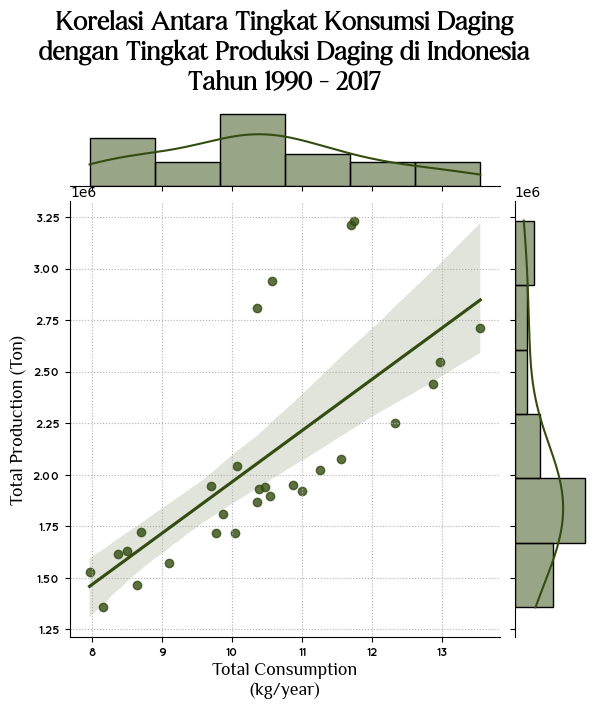 Korelasi Antara Tingkat Konsumsi Daging
dengan Tingkat Produksi Daging di Indonesia
Tahun 1990 - 2017
1e6
1e6
3.25
3.00
2.75
2.50
2.25
2.00
1.75
1.50
1.25
Total Production (Ton)
8 9 10 11 12 13
Total Consumption
(kg/year)